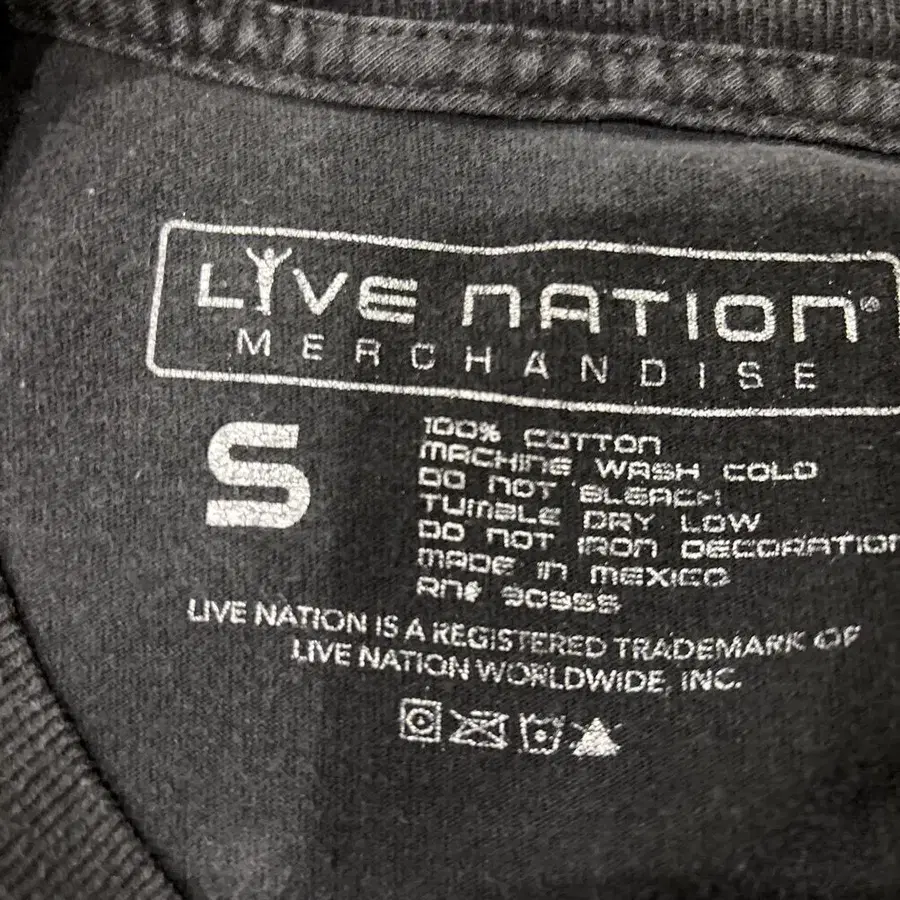 LIVE NATION®
MERCHANDISE
S
100% COTTON
MACHINE WASH COLD
DO NOT BLEACH
TUMBLE DRY LOW
DO NOT IRON DECORATION
MADE IN MEXICO
RN#
LIVE NATION IS A REGISTERED TRADEMARK OF
LIVE NATION WORLDWIDE, INC.